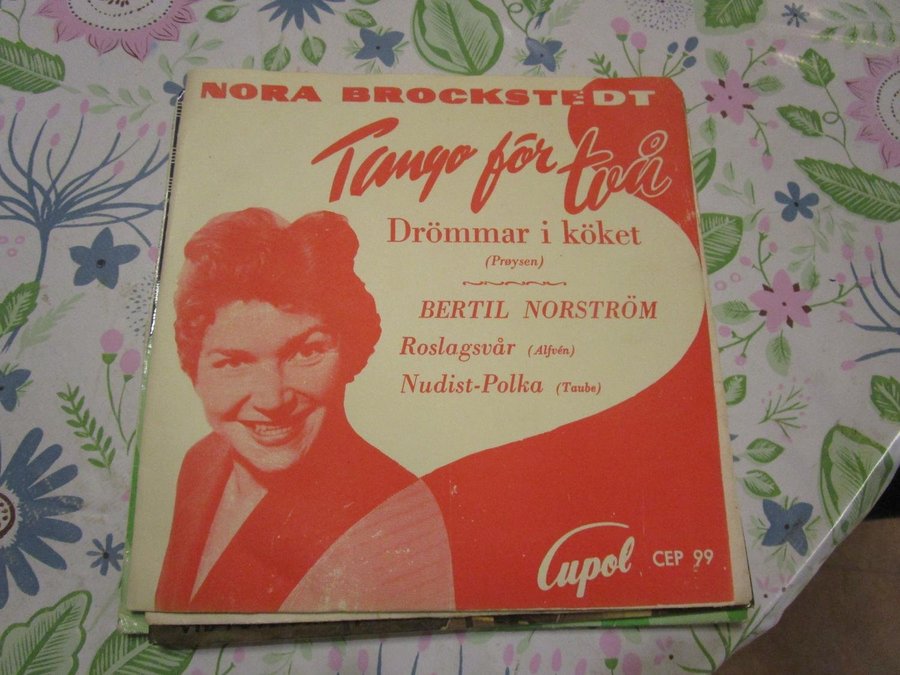 NORA BROCKSTEDT
Tango för två
Drömmar i köket
(Prøysen)
BERTIL NORSTRÖM
Roslagsvår (Alfvén)
Nudist-Polka (Taube)
Cupol CEP 99